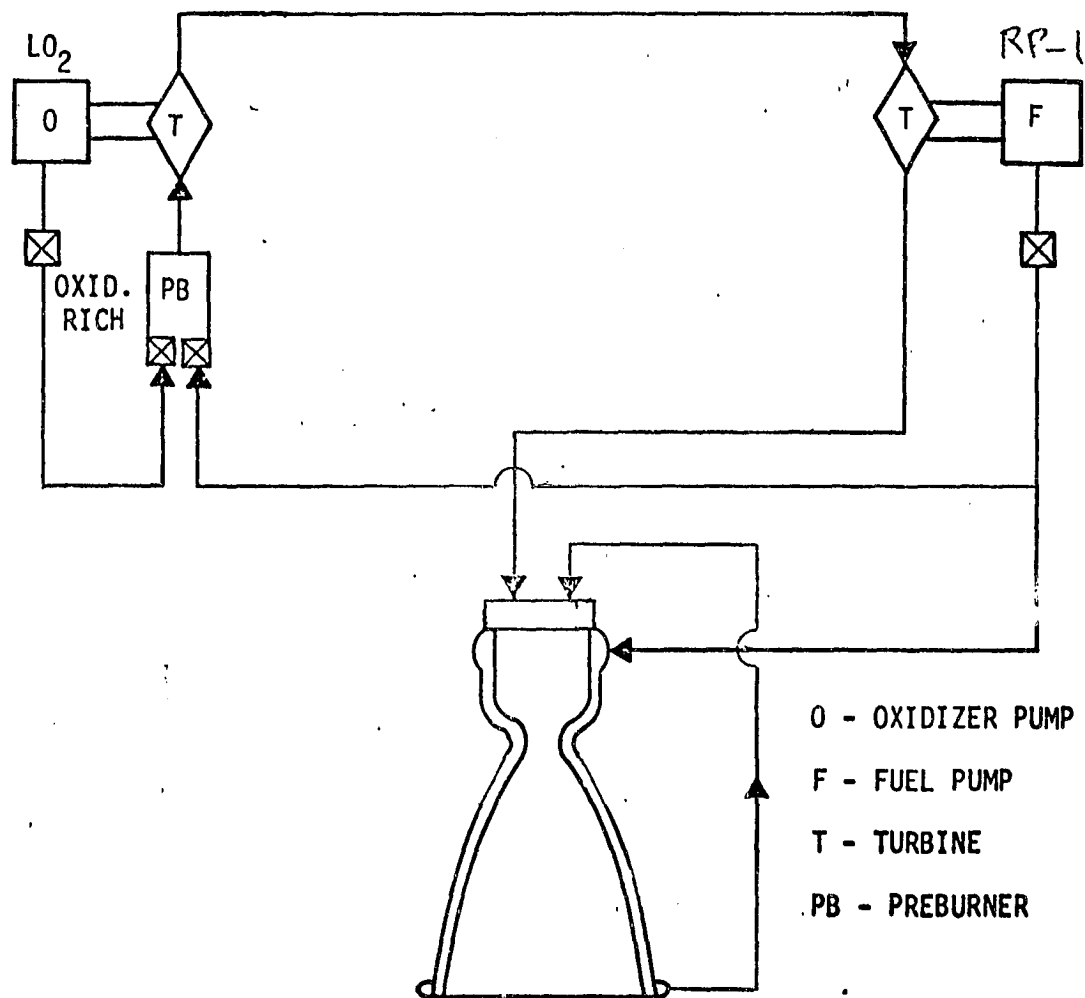 LO2
RP-1
O
T
T
F
OXID.
RICH
PB
O - OXIDIZER PUMP
F - FUEL PUMP
T - TURBINE
PB - PREBURNER